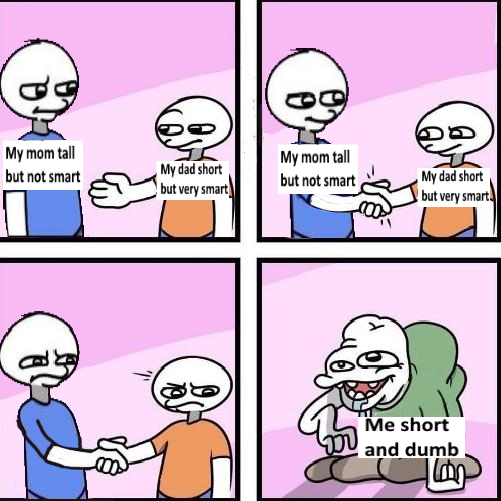 My mom tall
but not smart
My dad short
but very smart
My mom tall
but not smart
My dad short
but very smart.
Me short
and dumb